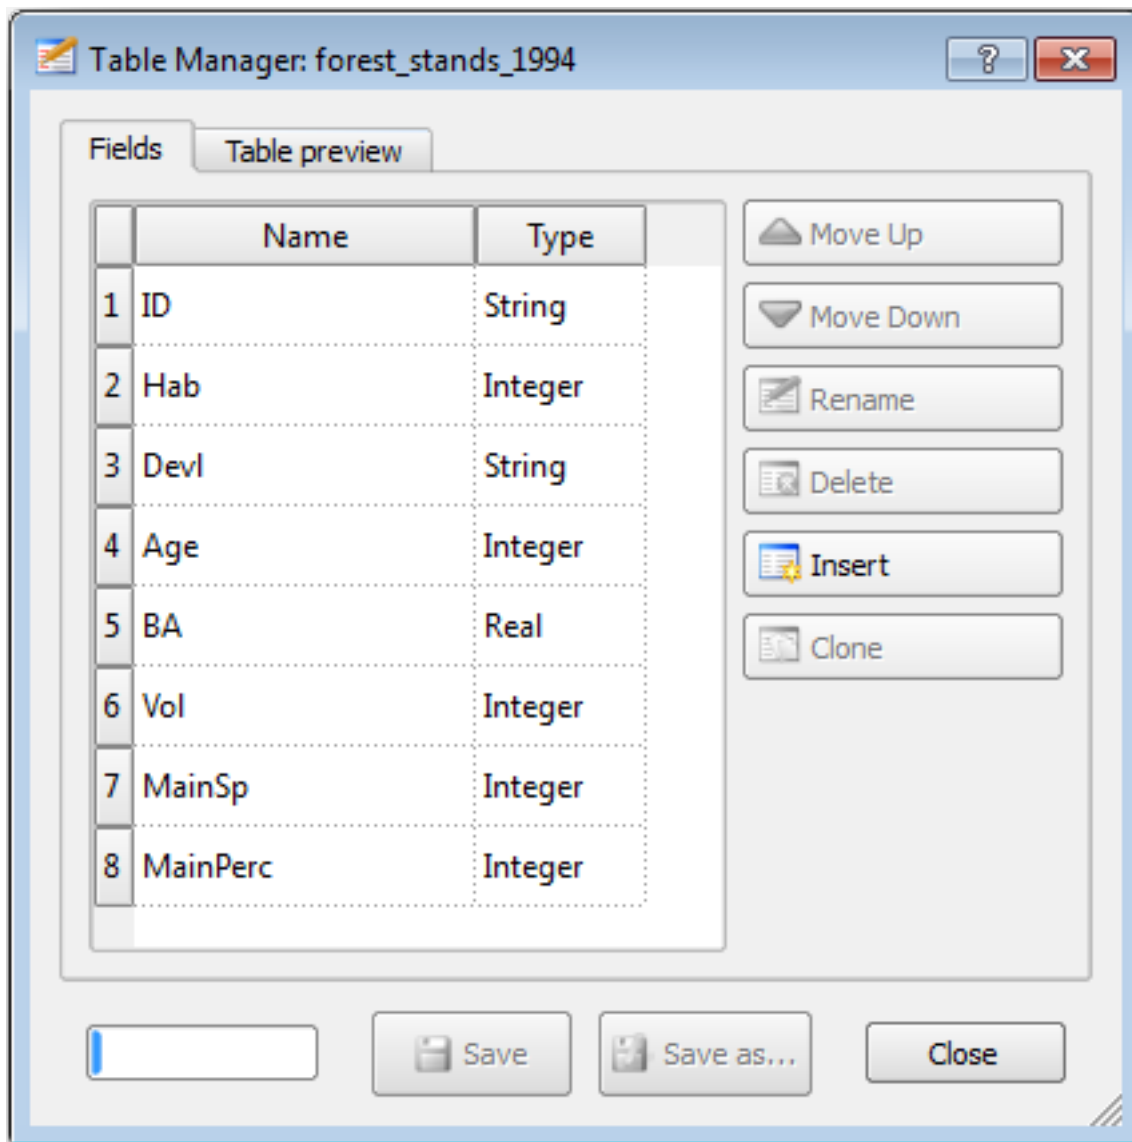 Table Manager: forest_stands_1994
Fields Table preview
Name Type
1 ID String
2 Hab Integer
3 Devl String
4 Age Integer
5 BA Real
6 Vol Integer
7 MainSp Integer
8 MainPerc Integer
Move Up
Move Down
Rename
Delete
Insert
Clone
Save Save as... Close